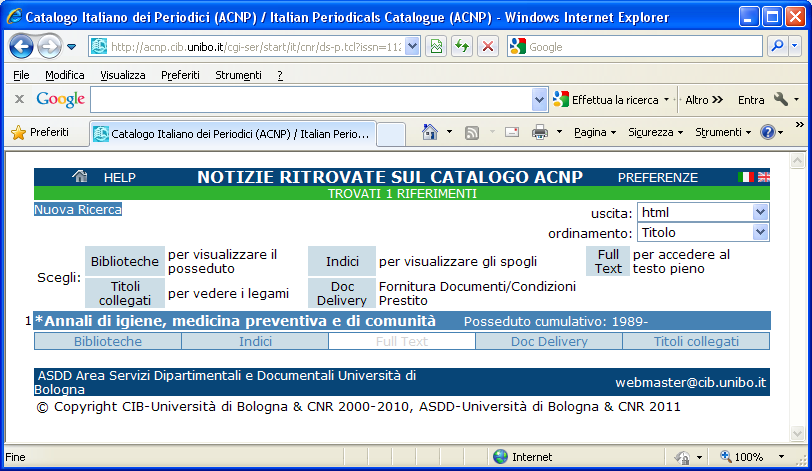 Catalogo Italiano dei Periodici (ACNP) / Italian Periodicals Catalogue (ACNP) - Windows Internet Explorer
http://acnp.cib.unibo.it/cgi-ser/start/it/cnr/ds-p.tcl?issn=112
Google
File Modifica Visualizza Preferiti Strumenti ?
x Google Effettua la ricerca Altro >> Entra
Preferiti Catalogo Italiano dei Periodici (ACNP) / Italian Perio... Pagina Sicurezza Strumenti
HELP NOTIZIE RITROVATE SUL CATALOGO ACNP PREFERENZE
TROVATI 1 RIFERIMENTI
Nuova Ricerca
uscita: html
ordinamento: Titolo
Scegli:
Biblioteche per visualizzare il posseduto
Indici per visualizzare gli spogli
Full Text per accedere al testo pieno
Titoli collegati per vedere i legami
Doc Delivery Fornitura Documenti/Condizioni Prestito
1 *Annali di igiene, medicina preventiva e di comunità Posseduto cumulativo: 1989-
Biblioteche Indici Full Text Doc Delivery Titoli collegati
ASDD Area Servizi Dipartimentali e Documentali Università di
Bologna
webmaster@cib.unibo.it
© Copyright CIB-Università di Bologna & CNR 2000-2010, ASDD-Università di Bologna & CNR 2011
Fine Internet 100%